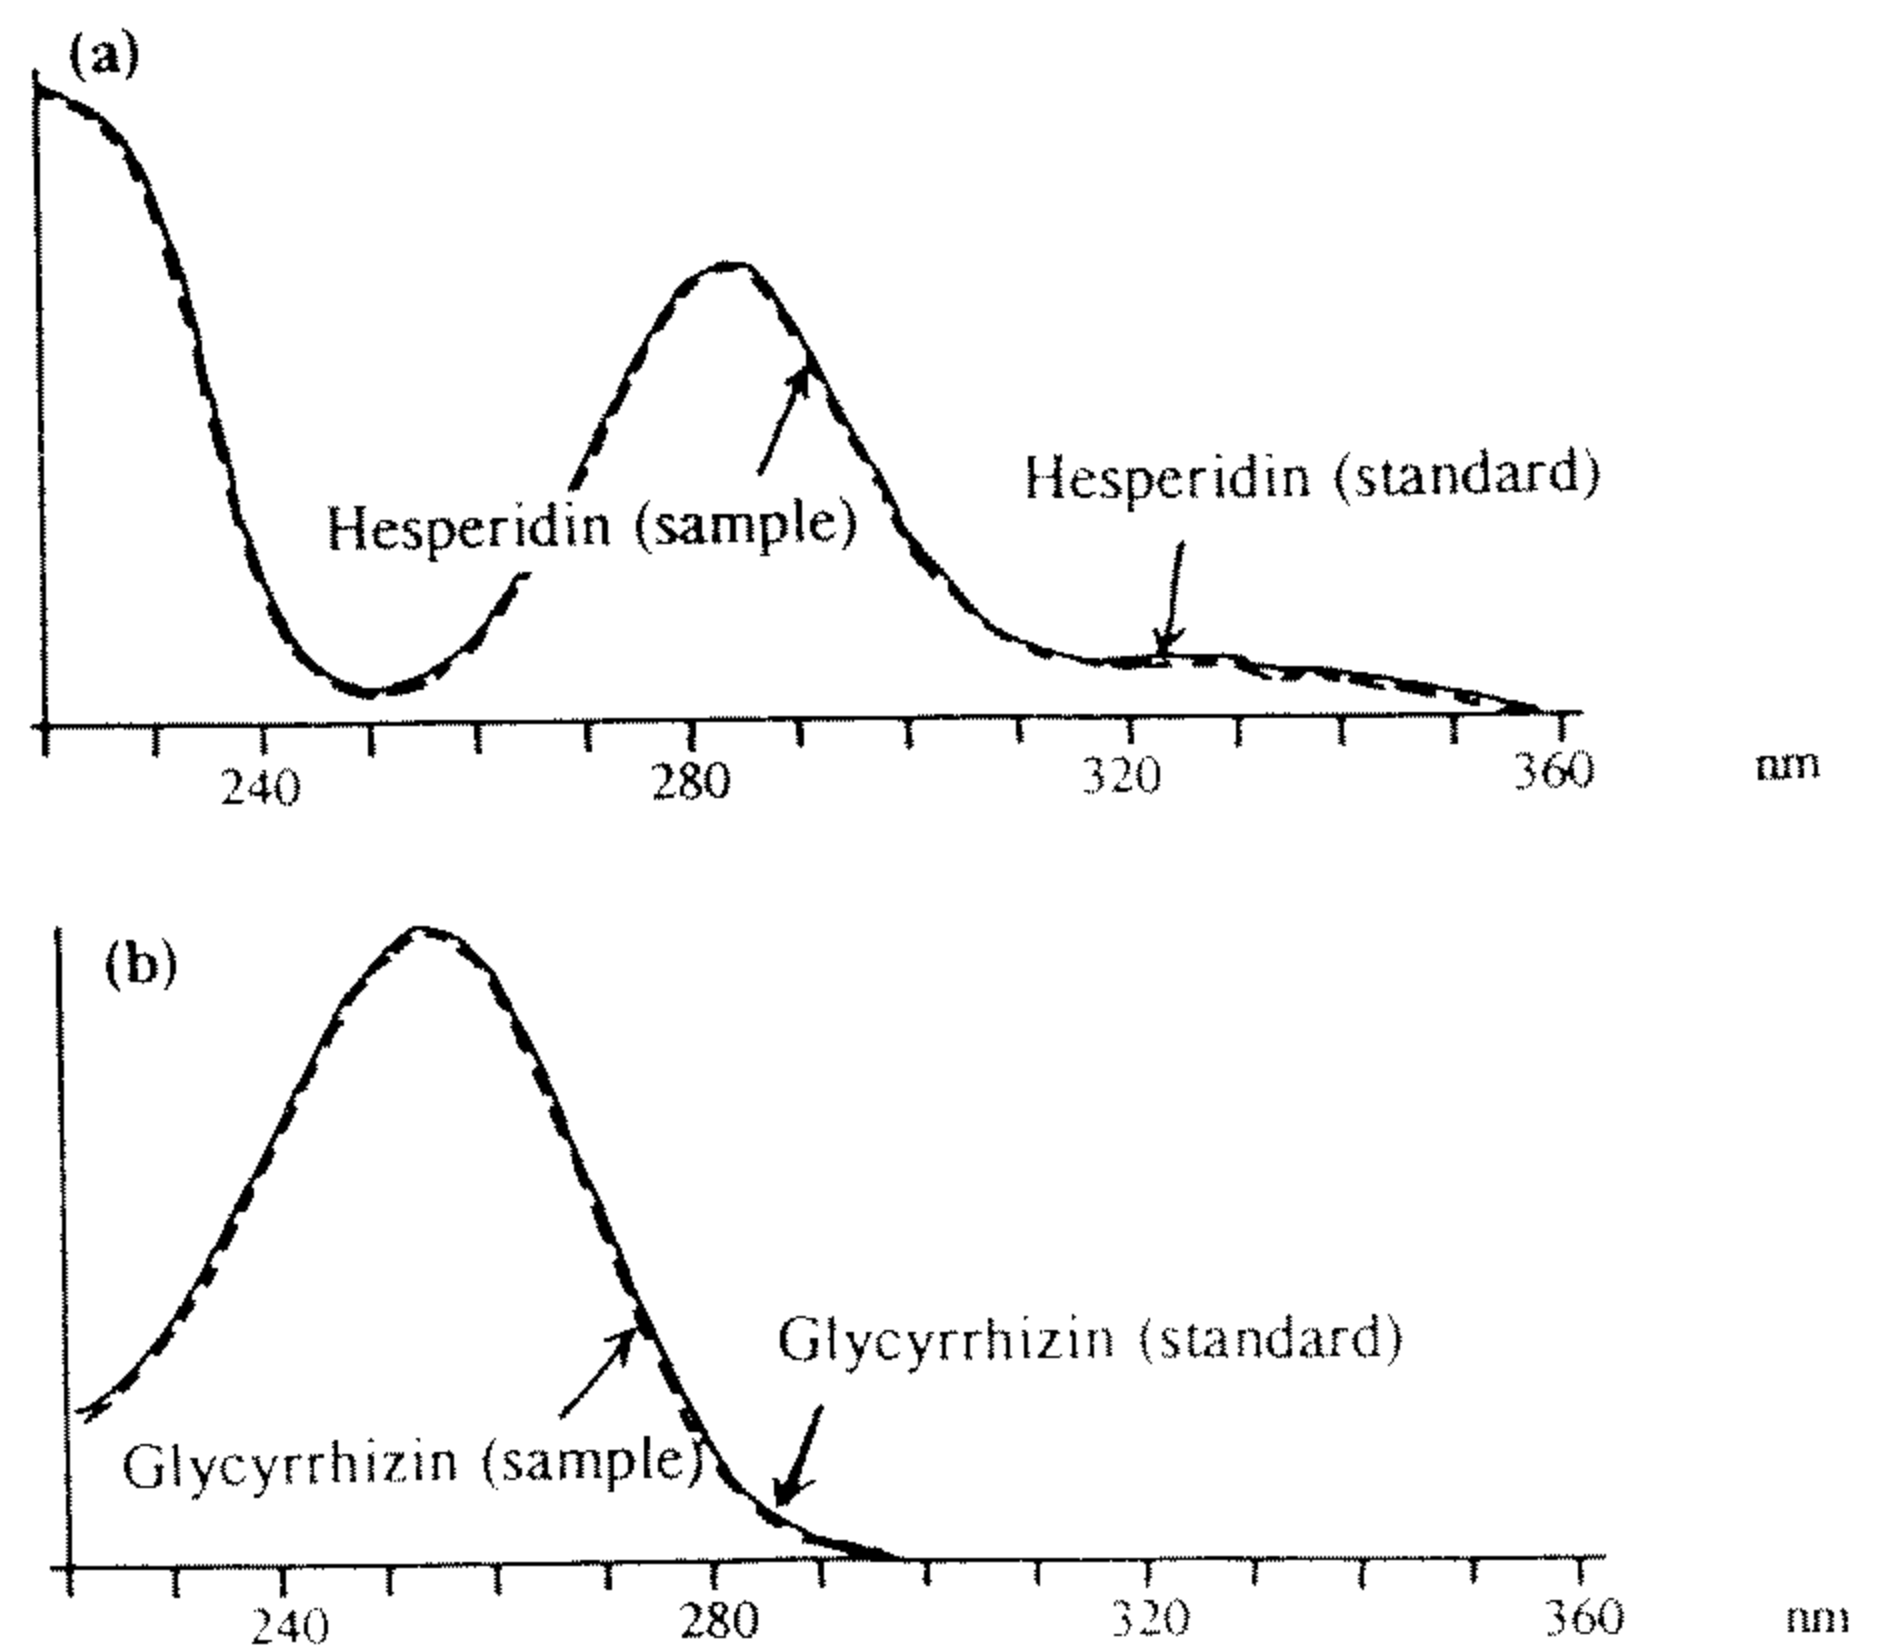 (a)
Hesperidin (standard)
Hesperidin (sample)
240 280 320 360 nm
(b)
Glycyrrhizin (standard)
Glycyrrhizin (sample)
240 280 320 360 nm